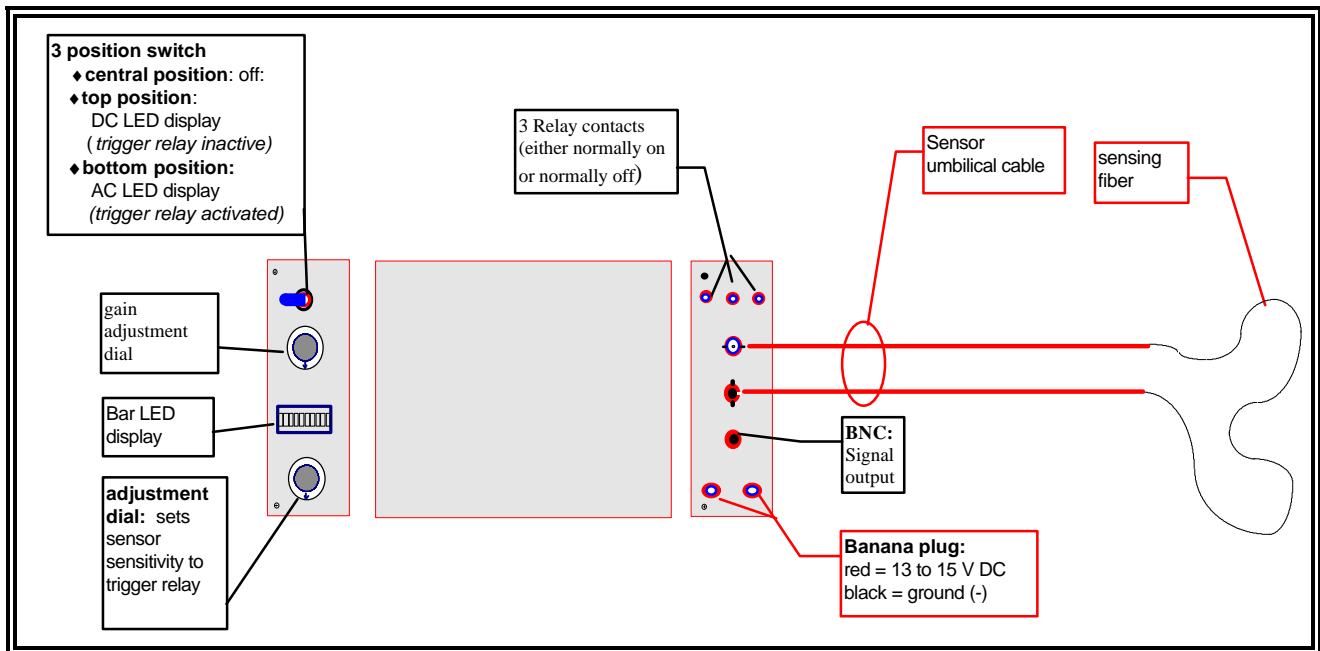 3 position switch
♦ central position: off:
♦ top position:
DC LED display
( trigger relay inactive)
♦ bottom position:
AC LED display
(trigger relay activated)
3 Relay contacts
(either normally on
or normally off)
Sensor
umbilical cable
sensing
fiber
gain
adjustment
dial
Bar LED
display
adjustment
dial: sets
sensor
sensitivity to
trigger relay
BNC:
Signal
output
Banana plug:
red = 13 to 15 V DC
black = ground (-)